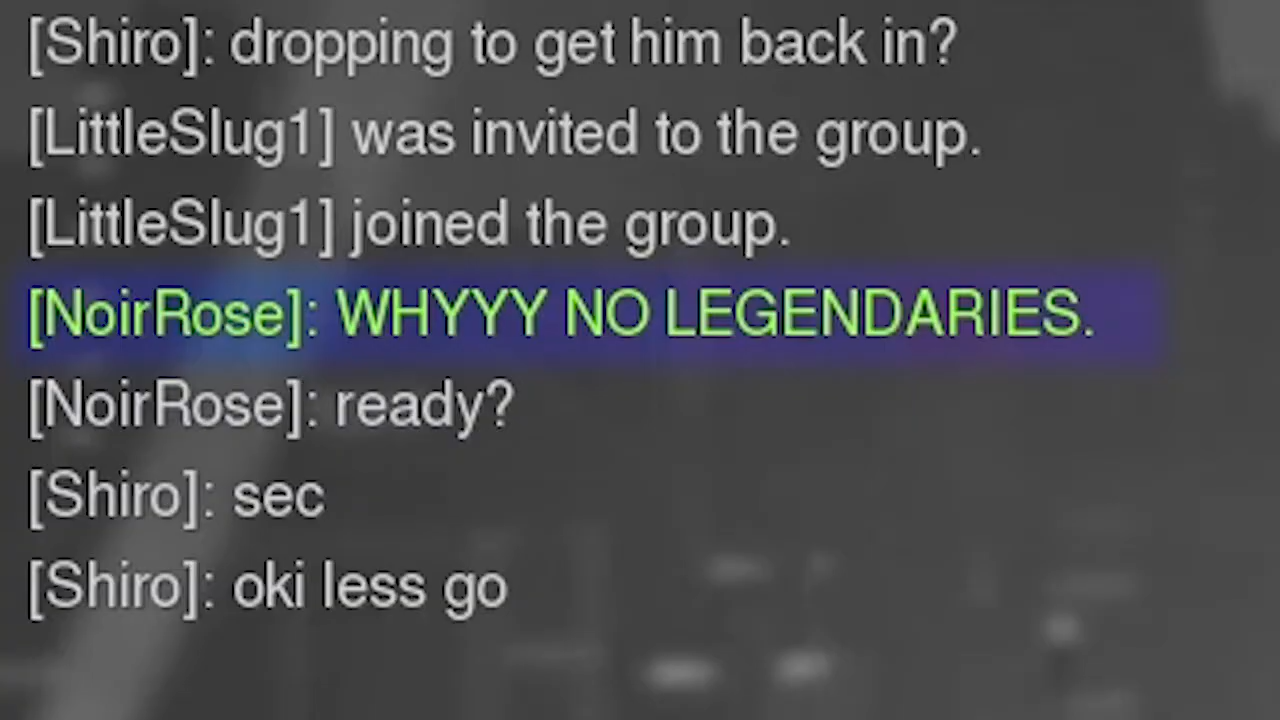 [Shiro]: dropping to get him back in?
[LittleSlug1] was invited to the group.
[LittleSlug1] joined the group.
[NoirRose]: WHYYY NO LEGENDARIES.
[NoirRose]: ready?
[Shiro]: sec
[Shiro]: oki less go